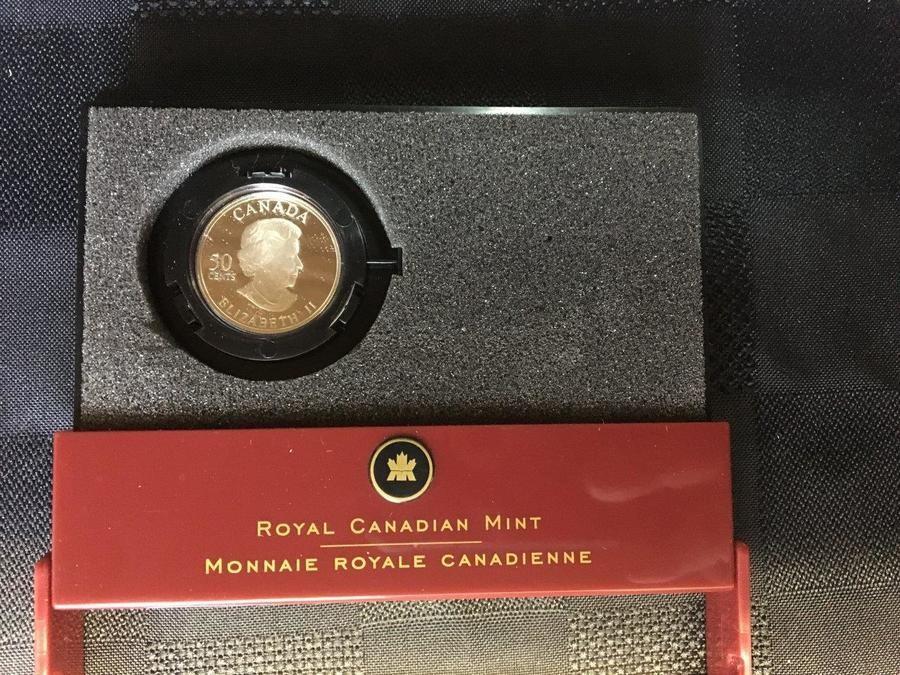 CANADA
50
CENTS
ELIZABETH II
ROYAL CANADIAN MINT
MONNAIE ROYALE CANADIENNE